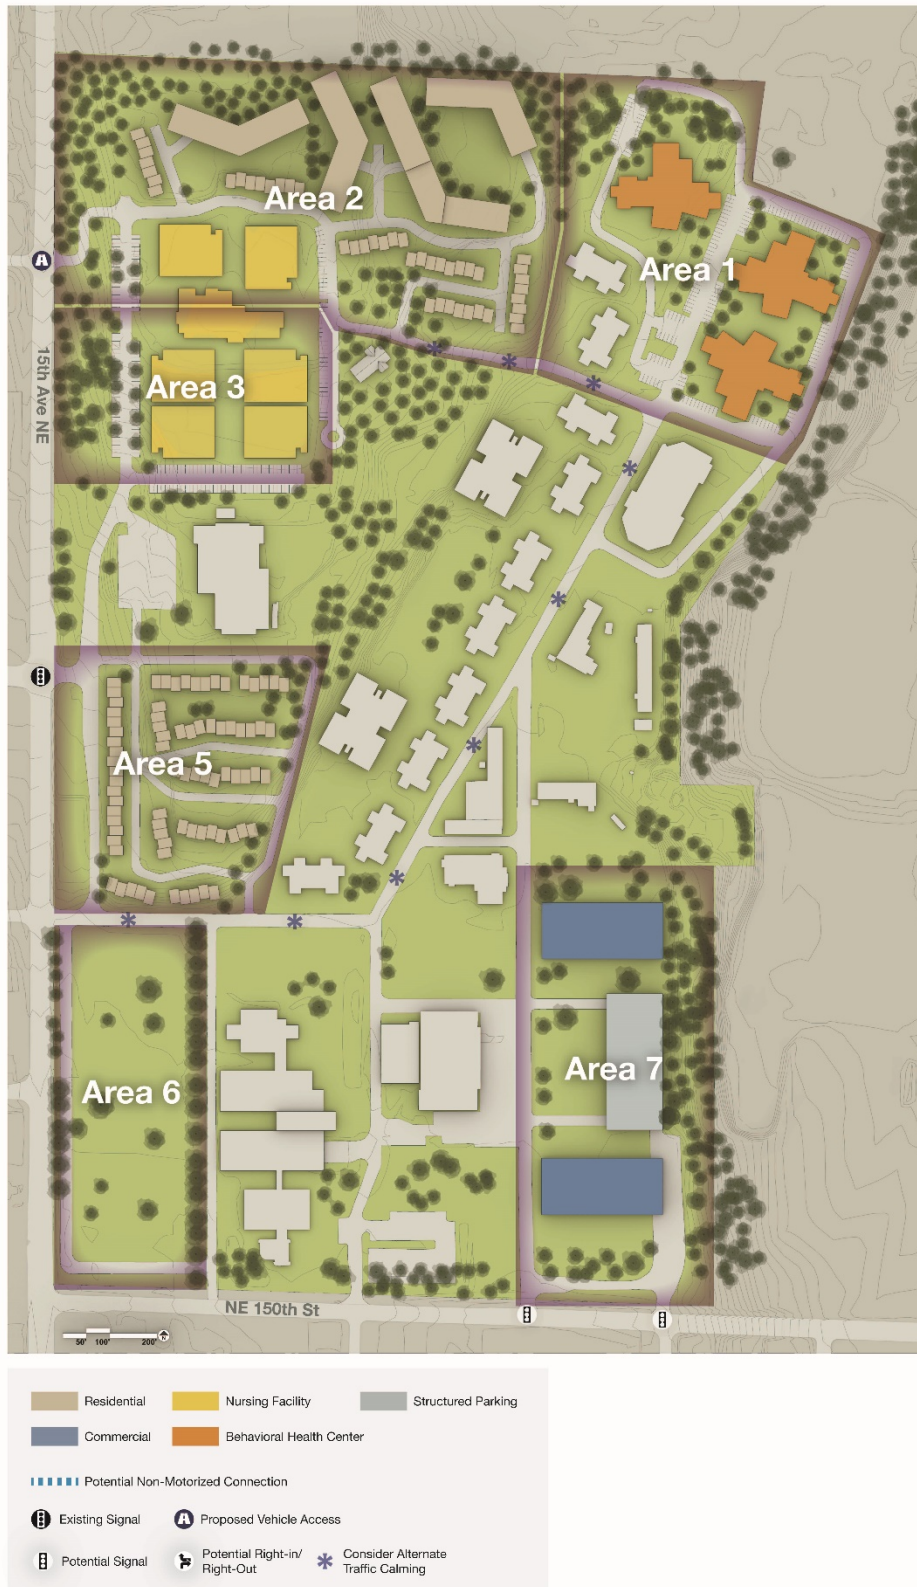 Area 2
Area 1
A
15th Ave NE
Area 3
Area 5
Area 6
Area 7
NE 150th St
50' 100' 200'
N
Residential
Nursing Facility
Structured Parking
Commercial
Behavioral Health Center
Potential Non-Motorized Connection
Existing Signal
A Proposed Vehicle Access
Potential Signal
Potential Right-in/
Right-Out
Consider Alternate
Traffic Calming